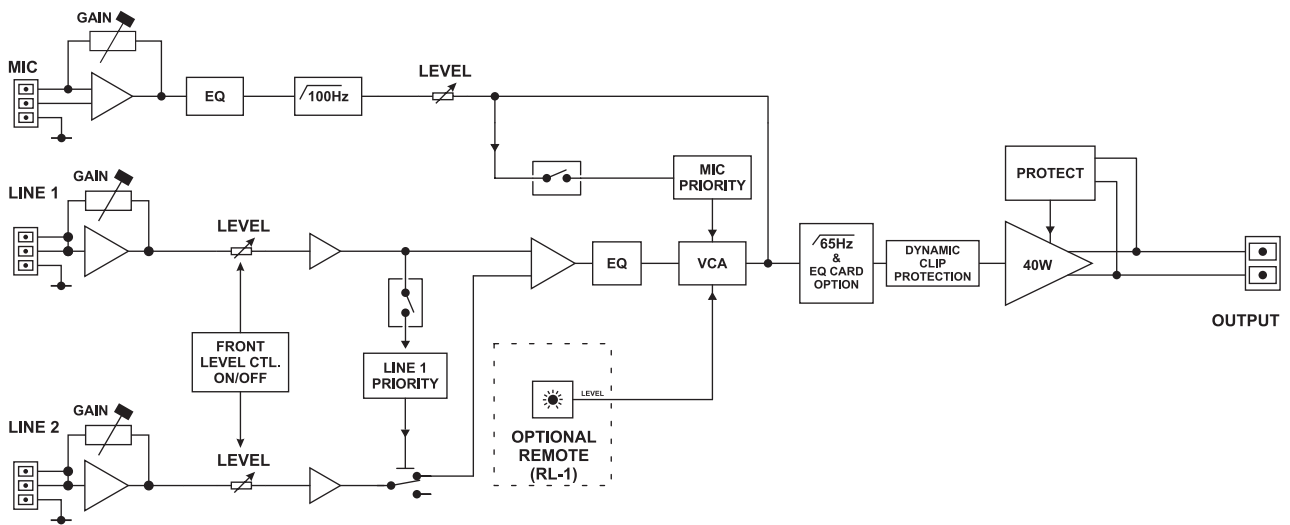 GAIN
MIC
EQ
100Hz
LEVEL
MIC
PRIORITY
PROTECT
GAIN
LINE 1
LEVEL
EQ
VCA
65Hz
&
EQ CARD
OPTION
DYNAMIC
CLIP
PROTECTION
40W
OUTPUT
FRONT
LEVEL CTL.
ON/OFF
LINE 1
PRIORITY
LEVEL
OPTIONAL
REMOTE
(RL-1)
GAIN
LINE 2
LEVEL